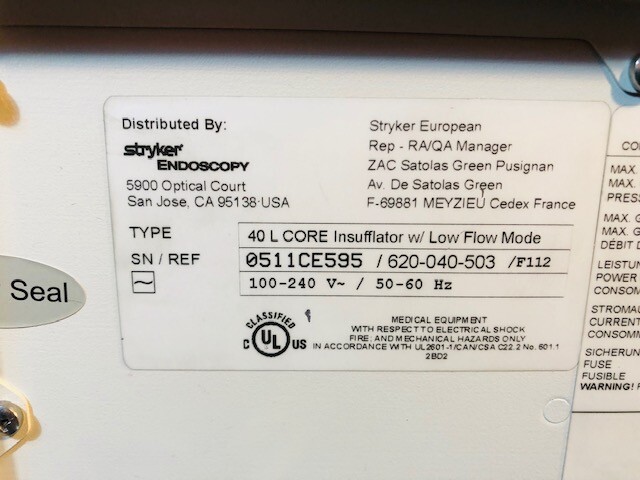 Distributed By:
stryker
ENDOSCOPY
5900 Optical Court
San Jose, CA 95138-USA
Stryker European
Rep - RA/QA Manager
ZAC Satolas Green Pusignan
Av. De Satolas Green
F-69881 MEYZIEU Cedex France
TYPE 40 L CORE Insufflator w/ Low Flow Mode
SN / REF 0511CE595 / 620-040-503 /F112
100-240 V~ / 50-60 Hz
CLASSIFIED
C UL US
MEDICAL EQUIPMENT
WITH RESPECT TO ELECTRICAL SHOCK
FIRE, AND MECHANICAL HAZARDS ONLY
IN ACCORDANCE WITH UL2601-1/CAN/CSA C22.2 No. 601.1
2BD2
Seal
MAX.
MAX.
PRESS
MAX. G
MAX. G
DÉBIT D
LEISTUN
POWER
CONSOM
STROMAU
CURRENT
CONSOMM
SICHERUN
FUSE
FUSIBLE
WARNING!